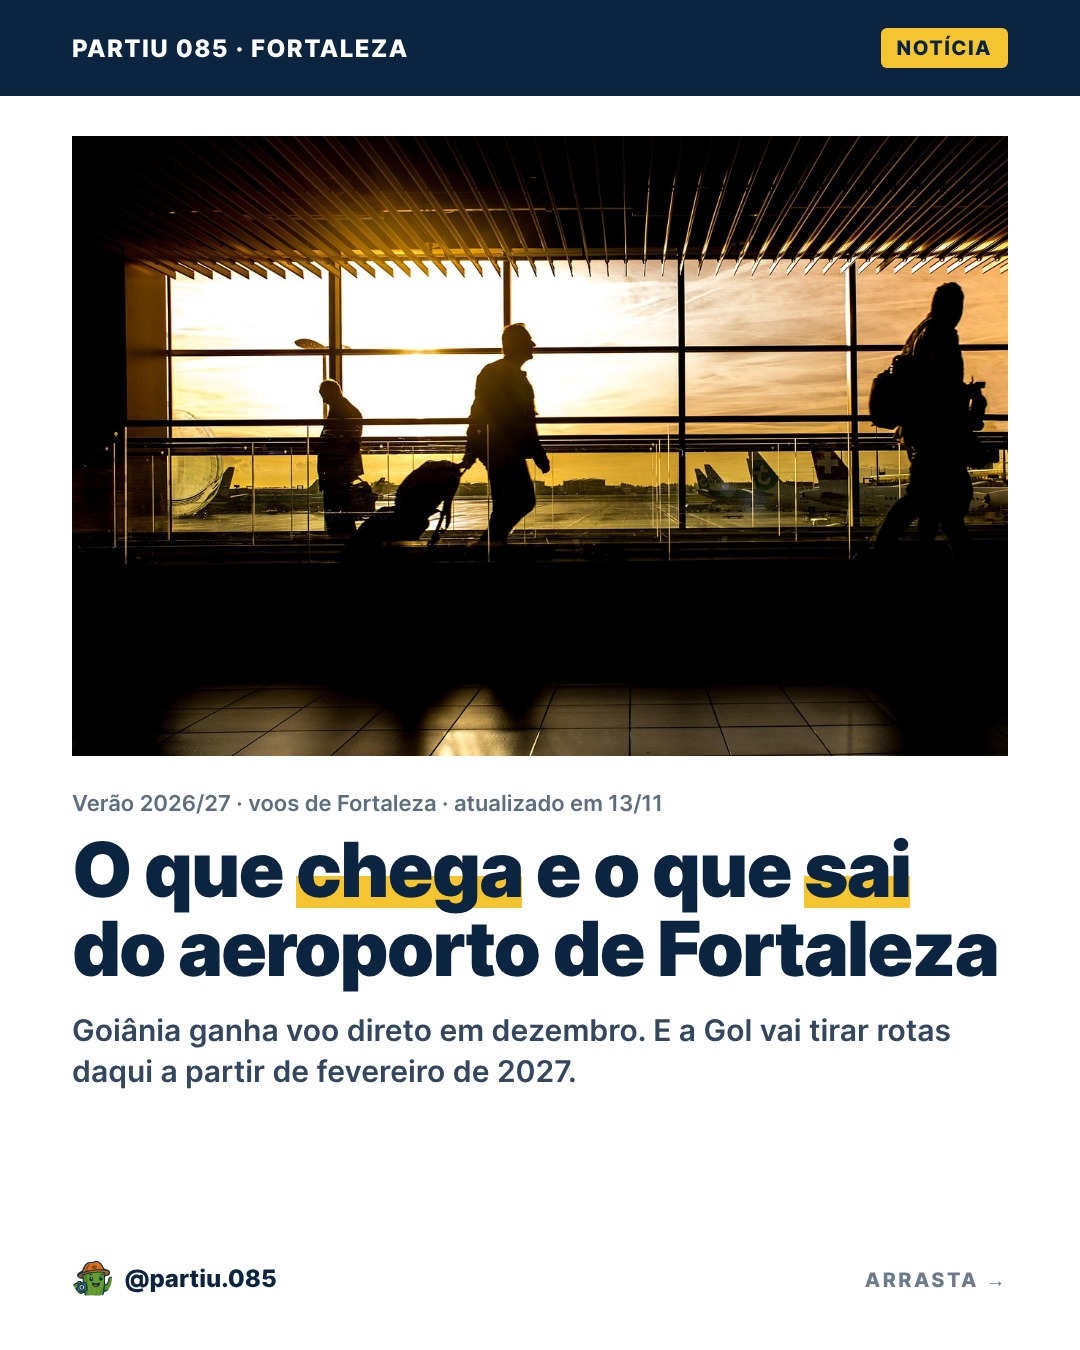 PARTIU 085 · FORTALEZA
NOTÍCIA
Verão 2026/27 · voos de Fortaleza · atualizado em 13/11
O que chega e o que sai
do aeroporto de Fortaleza
Goiânia ganha voo direto em dezembro. E a Gol vai tirar rotas
daqui a partir de fevereiro de 2027.
@partiu.085
ARRASTA →